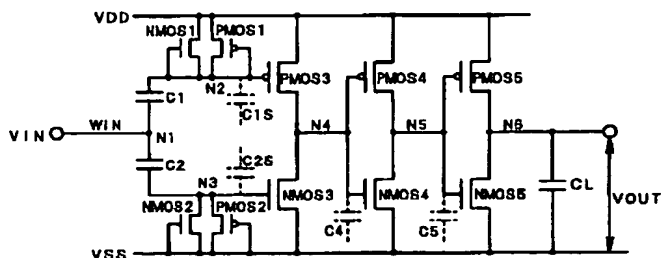 VDD
NMOS1 PMOS1
N2
PMOS3 PMOS4 PMOS5
C1 C1S
VIN WIN N1 N4 N5 N6
C2 C2S
N3
NMOS3 NMOS4 NMOS5 CL VOUT
NMOS2 PMOS2
C4 C5
VSS